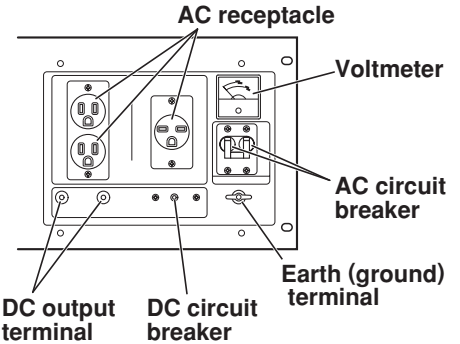 AC receptacle
Voltmeter
AC circuit
breaker
Earth (ground)
terminal
DC output
terminal
DC circuit
breaker